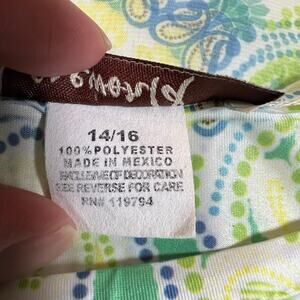 14/16
100% POLYESTER
MADE IN MEXICO
EXCLUSIVE OF DECORATION
SEE REVERSE FOR CARE
RN# 119794